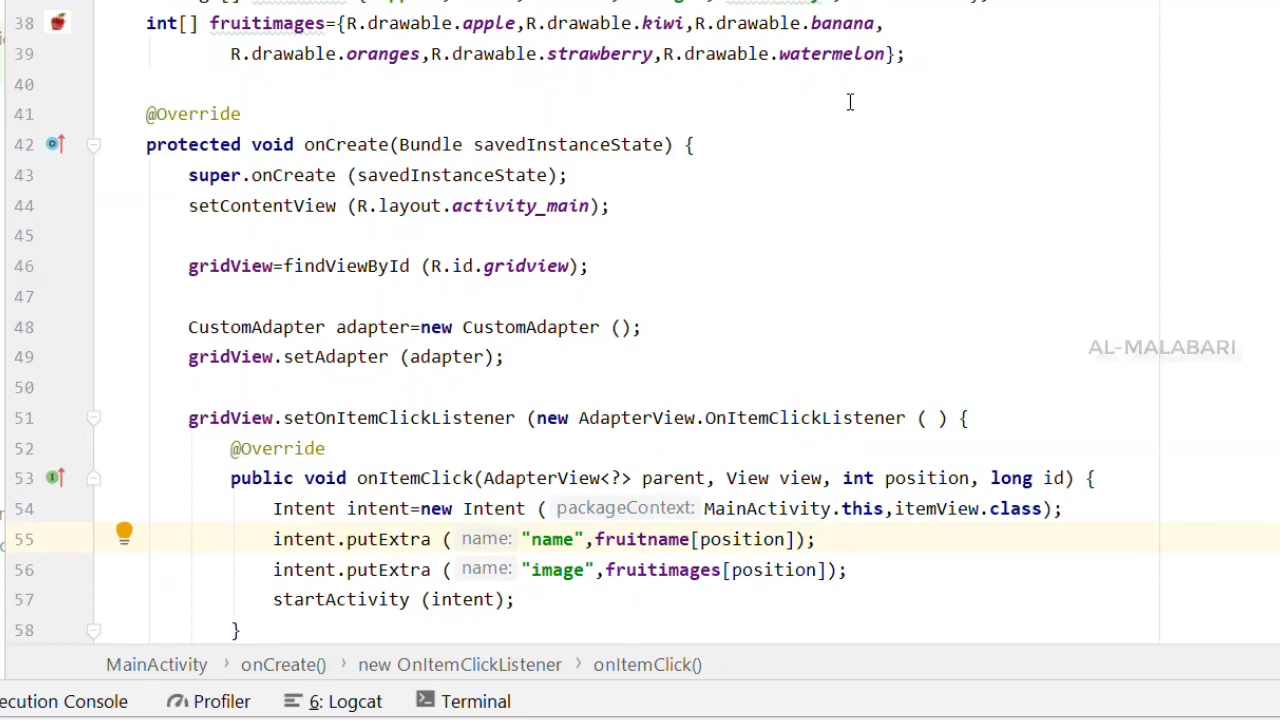 38 int[] fruitimages={R.drawable.apple,R.drawable.kiwi,R.drawable.banana,
39 R.drawable.oranges,R.drawable.strawberry,R.drawable.watermelon};
40
41 @Override
42 protected void onCreate(Bundle savedInstanceState) {
43 super.onCreate (savedInstanceState);
44 setContentView (R.layout.activity_main);
45
46 gridView=findViewById (R.id.gridview);
47
48 CustomAdapter adapter=new CustomAdapter ();
AL-MALABARI
49 gridView.setAdapter (adapter);
50
51 gridView.setOnItemClickListener (new AdapterView.OnItemClickListener ( ) {
52 @Override
53 public void onItemClick(AdapterView<?> parent, View view, int position, long id) {
54 Intent intent=new Intent ( packageContext: MainActivity.this,itemView.class);
55 intent.putExtra ( name: "name",fruitname[position]);
56 intent.putExtra ( name: "image",fruitimages[position]);
57 startActivity (intent);
58 }
MainActivity › onCreate() › new OnItemClickListener › onItemClick()
ecution Console Profiler 6: Logcat Terminal